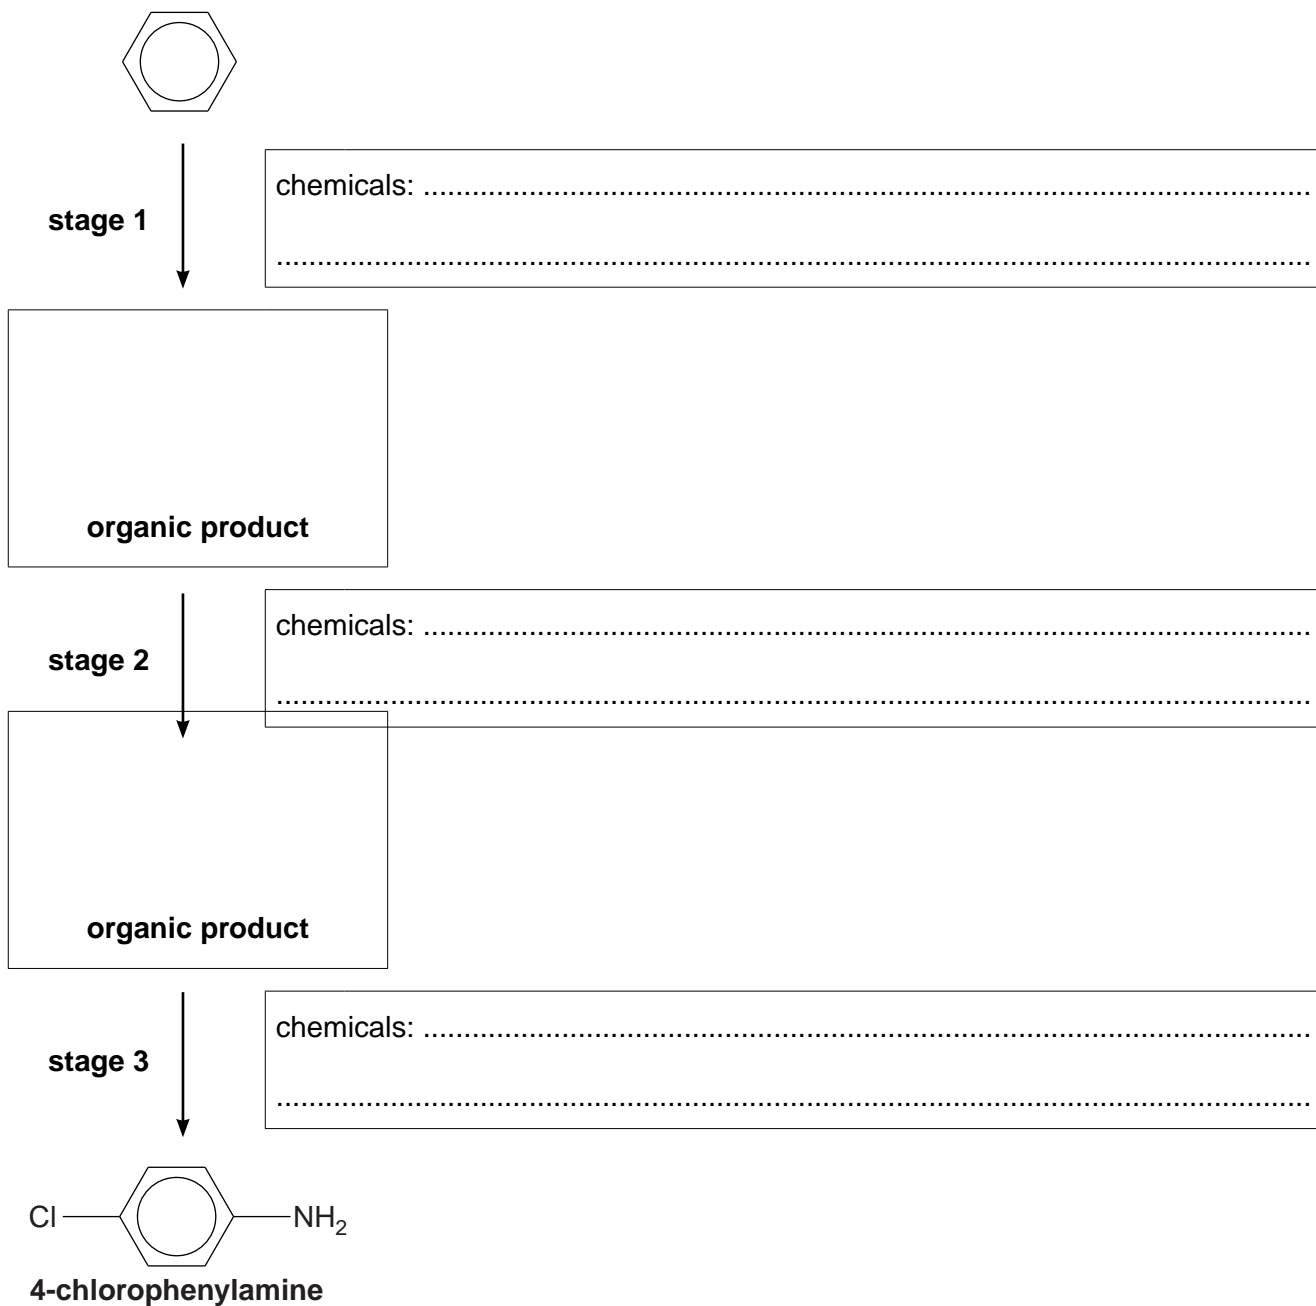 chemicals: ..............................................................................................................
stage 1
................................................................................................................................
organic product
chemicals: ..............................................................................................................
stage 2
................................................................................................................................
organic product
chemicals: ..............................................................................................................
stage 3
................................................................................................................................
Cl NH₂
4-chlorophenylamine